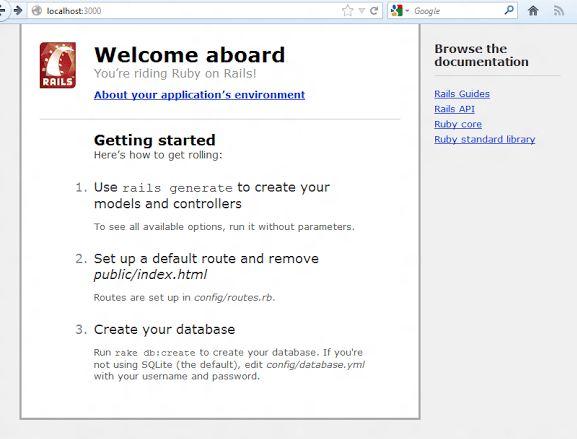 localhost:3000
Google
RAILS
Welcome aboard
You're riding Ruby on Rails!
About your application's environment
Getting started
Here's how to get rolling:
1. Use rails generate to create your
models and controllers
To see all available options, run it without parameters.
2. Set up a default route and remove
public/index.html
Routes are set up in config/routes.rb.
3. Create your database
Run rake db:create to create your database. If you're
not using SQLite (the default), edit config/database.yml
with your username and password.
Browse the
documentation
Rails Guides
Rails API
Ruby core
Ruby standard library